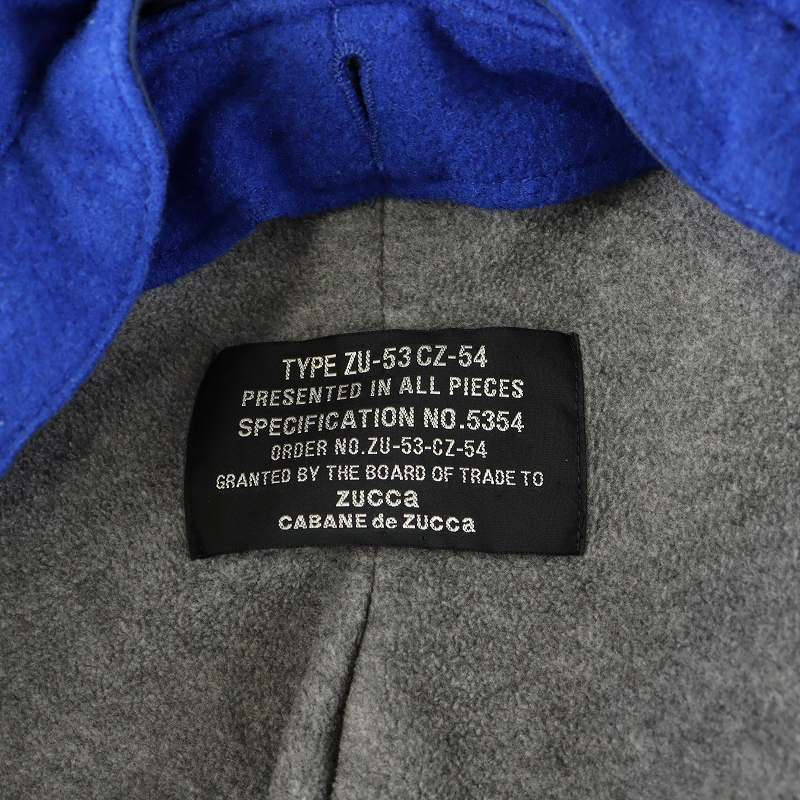 TYPE ZU-53 CZ-54
PRESENTED IN ALL PIECES
SPECIFICATION NO.5354
ORDER NO.ZU-53-CZ-54
GRANTED BY THE BOARD OF TRADE TO
ZUCCa
CABANE de ZUCCa